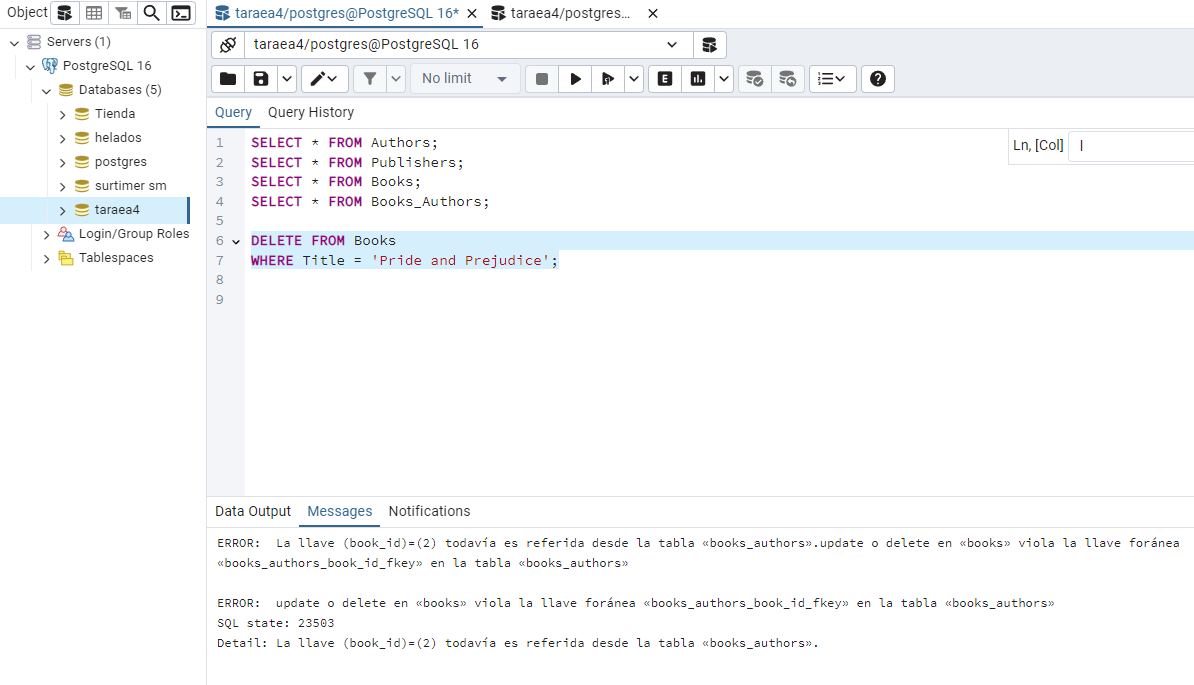 Object
taraea4/postgres@PostgreSQL 16*
taraea4/postgres...
Servers (1)
PostgreSQL 16
Databases (5)
Tienda
helados
postgres
surtimer sm
taraea4
Login/Group Roles
Tablespaces
taraea4/postgres@PostgreSQL 16
No limit
E
Query
Query History
1 SELECT * FROM Authors;
2 SELECT * FROM Publishers;
3 SELECT * FROM Books;
4 SELECT * FROM Books_Authors;
5
6 DELETE FROM Books
7 WHERE Title = 'Pride and Prejudice';
8
9
Ln, [Col]
Data Output
Messages
Notifications
ERROR:  La llave (book_id)=(2) todavía es referida desde la tabla «books_authors».update o delete en «books» viola la llave foránea
«books_authors_book_id_fkey» en la tabla «books_authors»
ERROR:  update o delete en «books» viola la llave foránea «books_authors_book_id_fkey» en la tabla «books_authors»
SQL state: 23503
Detail: La llave (book_id)=(2) todavía es referida desde la tabla «books_authors».